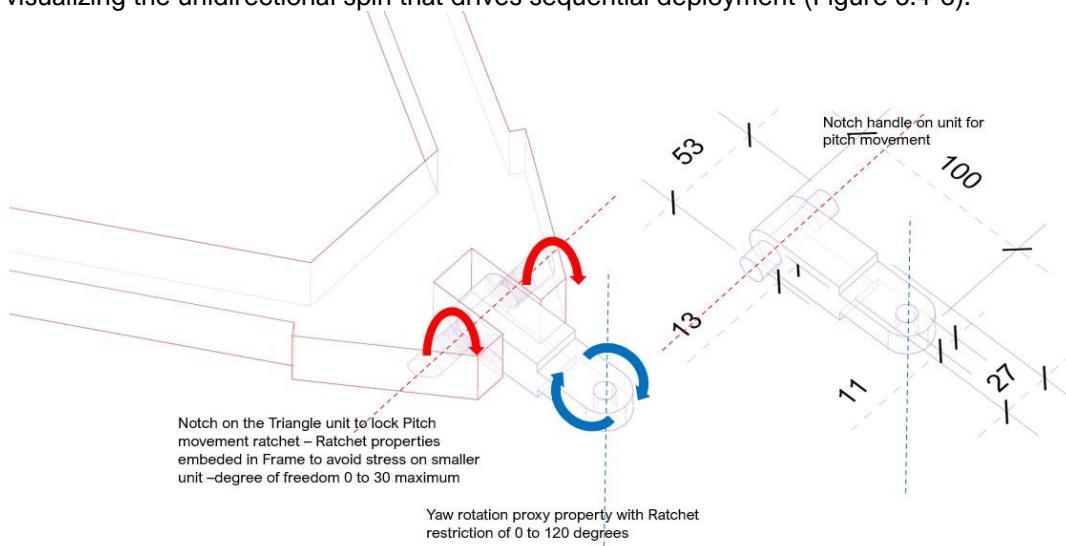 visualizing the unidirectional spin that drives sequential deployment (Figure 5.4-6).
Notch handle on unit for
pitch movement
53
100
13
11
27
Notch on the Triangle unit to lock Pitch
movement ratchet – Ratchet properties
embeded in Frame to avoid stress on smaller
unit –degree of freedom 0 to 30 maximum
Yaw rotation proxy property with Ratchet
restriction of 0 to 120 degrees